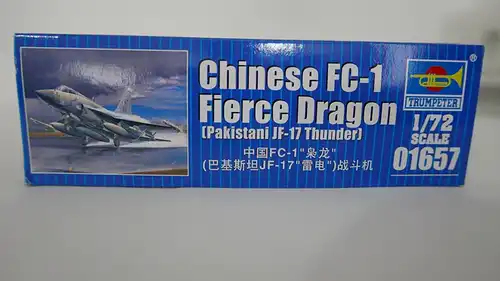 Chinese FC-1
Fierce Dragon
(Pakistani JF-17 Thunder)
中国FC-1"枭龙"
(巴基斯坦JF-17"雷电")战斗机
®
TRUMPETER
1/72
SCALE
01657